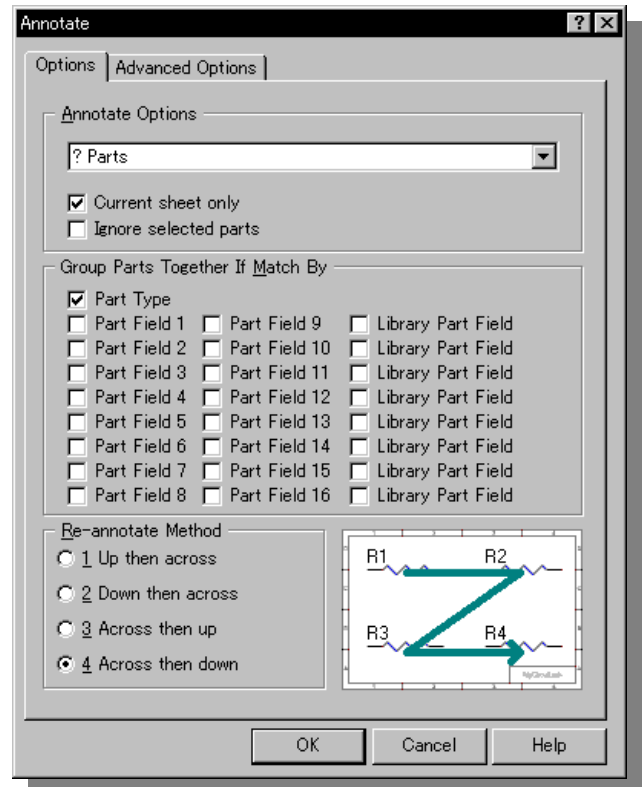 Annotate
Options Advanced Options
Annotate Options
? Parts
Current sheet only
Ignore selected parts
Group Parts Together If Match By
Part Type
Part Field 1 Part Field 9 Library Part Field
Part Field 2 Part Field 10 Library Part Field
Part Field 3 Part Field 11 Library Part Field
Part Field 4 Part Field 12 Library Part Field
Part Field 5 Part Field 13 Library Part Field
Part Field 6 Part Field 14 Library Part Field
Part Field 7 Part Field 15 Library Part Field
Part Field 8 Part Field 16 Library Part Field
Re-annotate Method
1 Up then across
2 Down then across
3 Across then up
4 Across then down
R1 R2
R3 R4
OK Cancel Help